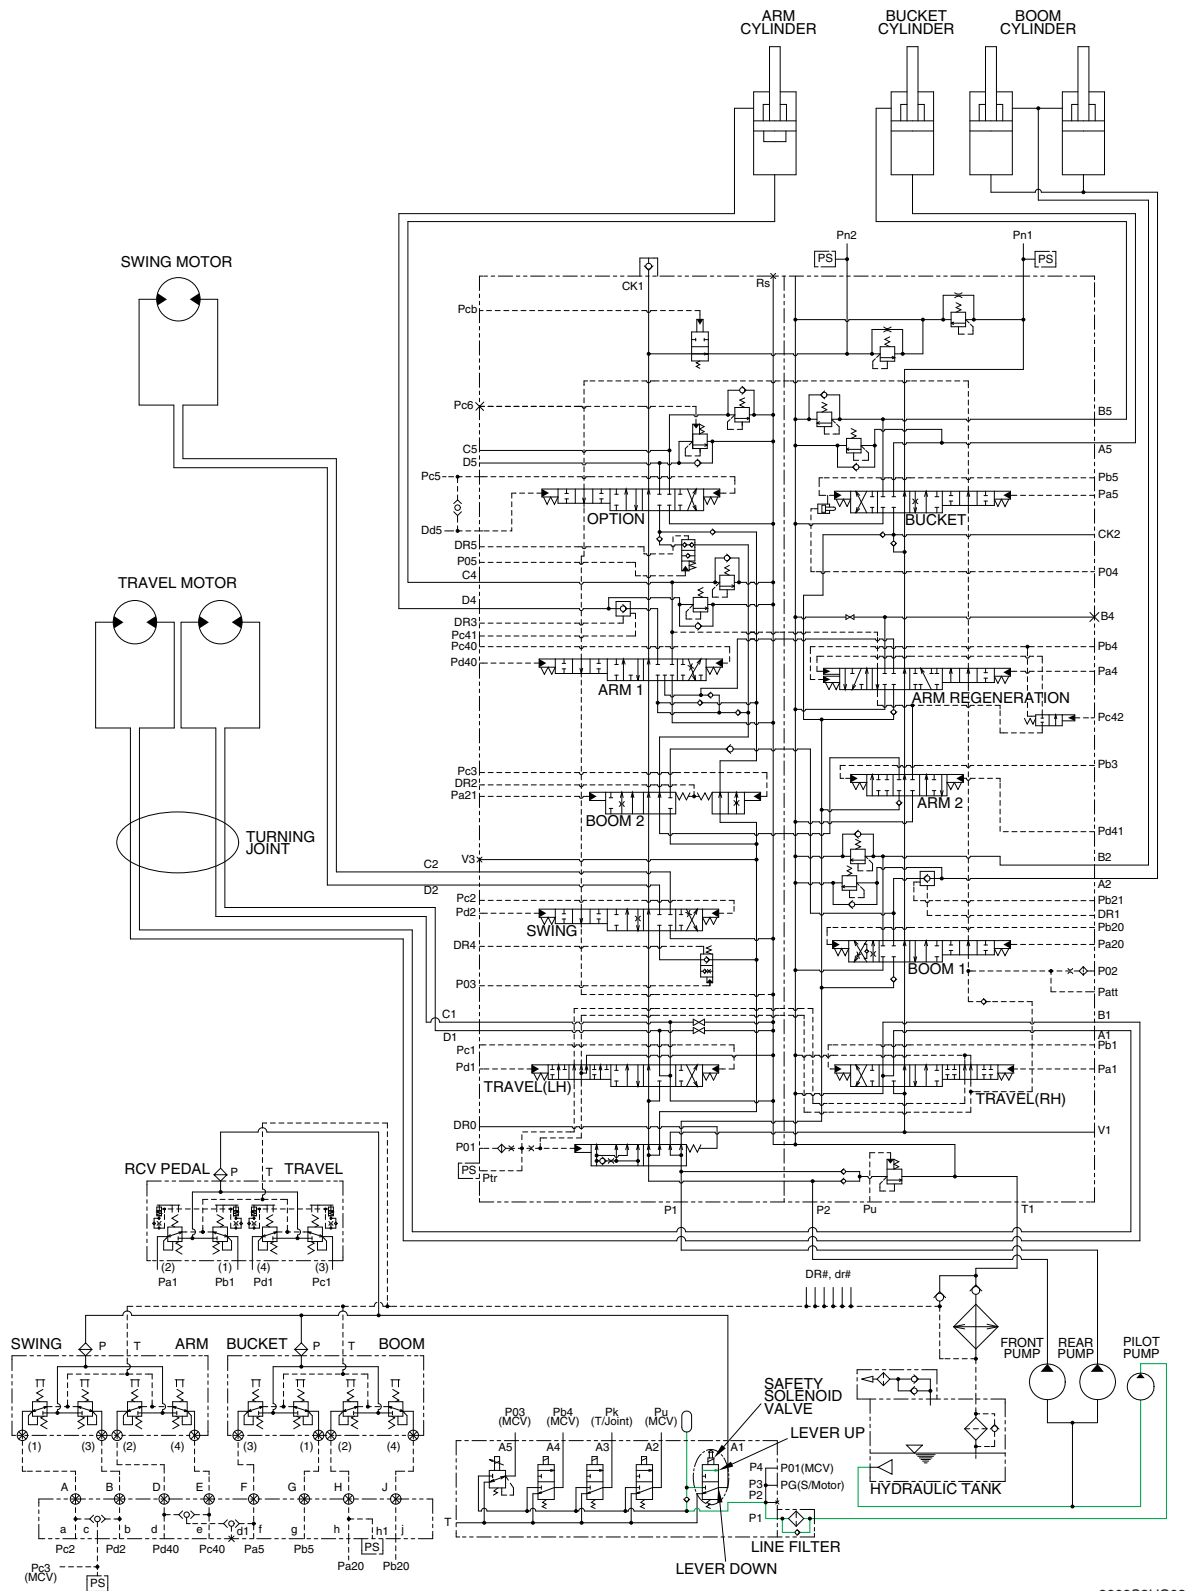 ARM
CYLINDER
BUCKET
CYLINDER
BOOM
CYLINDER
Pn2
Pn1
PS
PS
SWING MOTOR
CK1
Rs
Pcb
Pc6
B5
C5
D5
A5
Pc5
Pb5
Pa5
OPTION
BUCKET
Dd5
CK2
DR5
P05
P04
C4
TRAVEL MOTOR
D4
B4
DR3
Pc41
Pc40
Pb4
Pd40
Pa4
ARM 1
ARM REGENERATION
Pc42
Pc3
Pb3
DR2
Pa21
ARM 2
BOOM 2
TURNING
JOINT
Pd41
V3
B2
C2
A2
D2
Pc2
Pb21
Pd2
DR1
SWING
Pb20
DR4
Pa20
BOOM 1
P02
P03
Patt
C1
B1
D1
A1
Pc1
Pb1
Pd1
Pa1
TRAVEL(LH)
TRAVEL(RH)
DR0
V1
P01
PS
Ptr
RCV PEDAL
P
T
TRAVEL
P1
P2
Pu
T1
(2)
(1)
(4)
(3)
Pa1
Pb1
Pd1
Pc1
DR#, dr#
SWING
P
T
ARM
BUCKET
P
T
BOOM
FRONT
PUMP
REAR
PUMP
PILOT
PUMP
SAFETY
SOLENOID
VALVE
P03
(MCV)
Pb4
(MCV)
Pk
(T/Joint)
Pu
(MCV)
LEVER UP
(1)
(3)
(2)
(4)
(3)
(1)
(2)
(4)
A5
A4
A3
A2
A1
P4
P01(MCV)
P3
PG(S/Motor)
P2
HYDRAULIC TANK
A
B
D
E
F
G
H
J
T
P1
a
c
b
d
e
d1
f
g
h
h1
j
LINE FILTER
Pc2
Pd2
Pd40
Pc40
Pa5
Pb5
PS
Pc3
(MCV)
Pa20
Pb20
LEVER DOWN
PS